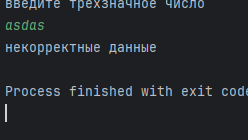 введите трехзначное число
asdas
некорректные данные
Process finished with exit code